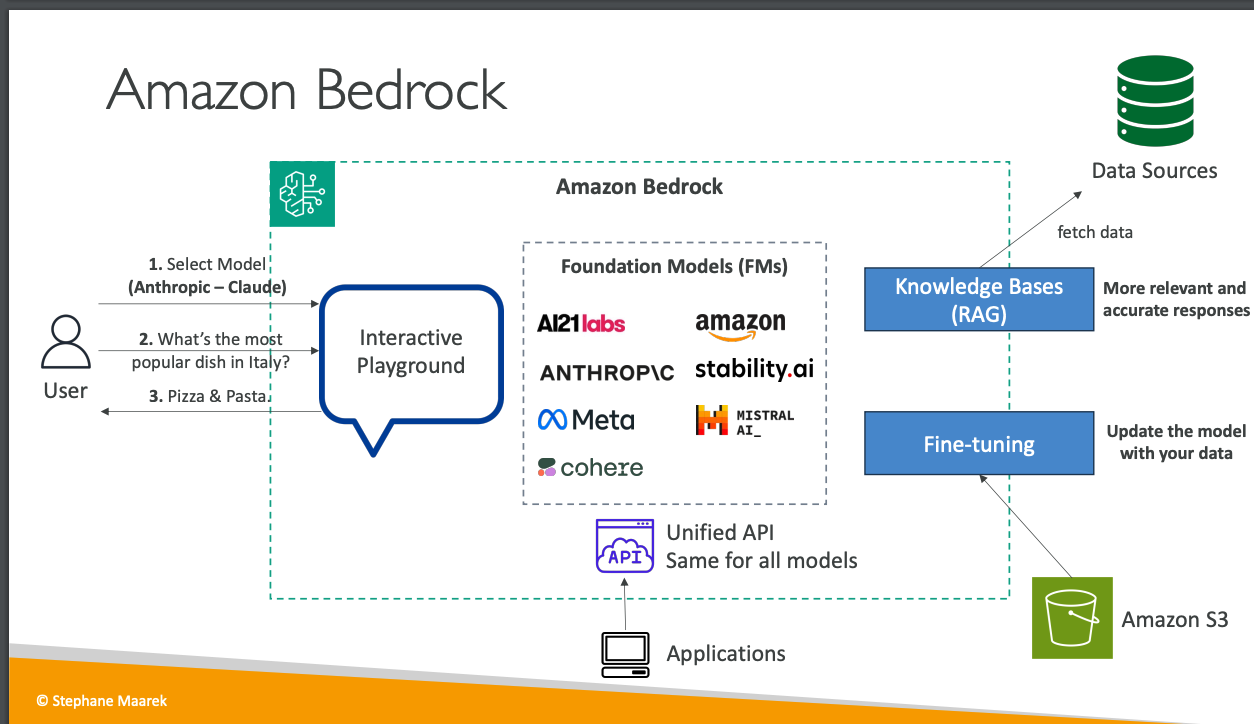 Amazon Bedrock
Data Sources
Amazon Bedrock
fetch data
1. Select Model
(Anthropic – Claude)
2. What's the most
popular dish in Italy?
3. Pizza & Pasta.
User
Interactive
Playground
Foundation Models (FMs)
AI21labs
amazon
ANTHROP\C
stability.ai
Meta
MISTRAL
AI_
cohere
Knowledge Bases
(RAG)
More relevant and
accurate responses
Fine-tuning
Update the model
with your data
API
Unified API
Same for all models
Amazon S3
Applications
© Stephane Maarek